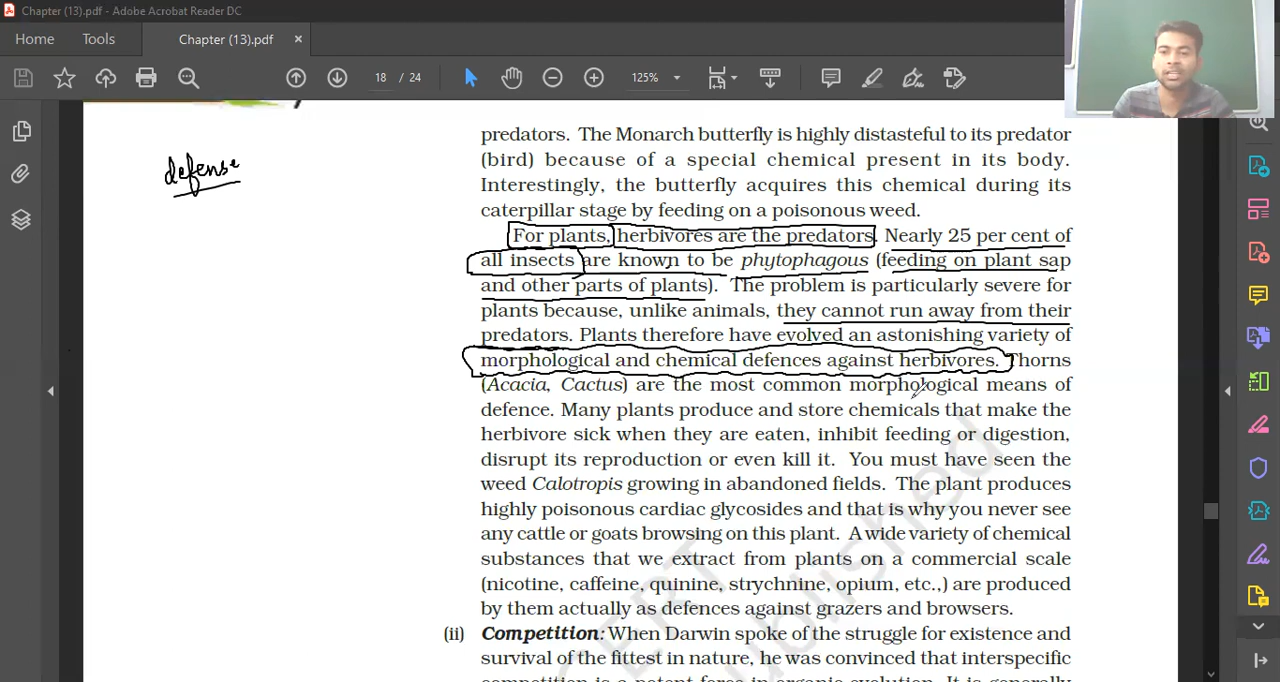 Chapter (13).pdf - Adobe Acrobat Reader DC
Home Tools Chapter (13).pdf ×
18 / 24 125%
defense
predators. The Monarch butterfly is highly distasteful to its predator
(bird) because of a special chemical present in its body.
Interestingly, the butterfly acquires this chemical during its
caterpillar stage by feeding on a poisonous weed.
For plants, herbivores are the predators. Nearly 25 per cent of
all insects are known to be phytophagous (feeding on plant sap
and other parts of plants). The problem is particularly severe for
plants because, unlike animals, they cannot run away from their
predators. Plants therefore have evolved an astonishing variety of
morphological and chemical defences against herbivores. Thorns
(Acacia, Cactus) are the most common morphological means of
defence. Many plants produce and store chemicals that make the
herbivore sick when they are eaten, inhibit feeding or digestion,
disrupt its reproduction or even kill it. You must have seen the
weed Calotropis growing in abandoned fields. The plant produces
highly poisonous cardiac glycosides and that is why you never see
any cattle or goats browsing on this plant. A wide variety of chemical
substances that we extract from plants on a commercial scale
(nicotine, caffeine, quinine, strychnine, opium, etc.,) are produced
by them actually as defences against grazers and browsers.
(ii) Competition: When Darwin spoke of the struggle for existence and
survival of the fittest in nature, he was convinced that interspecific
competition is a potent force in organic evolution. It is generally